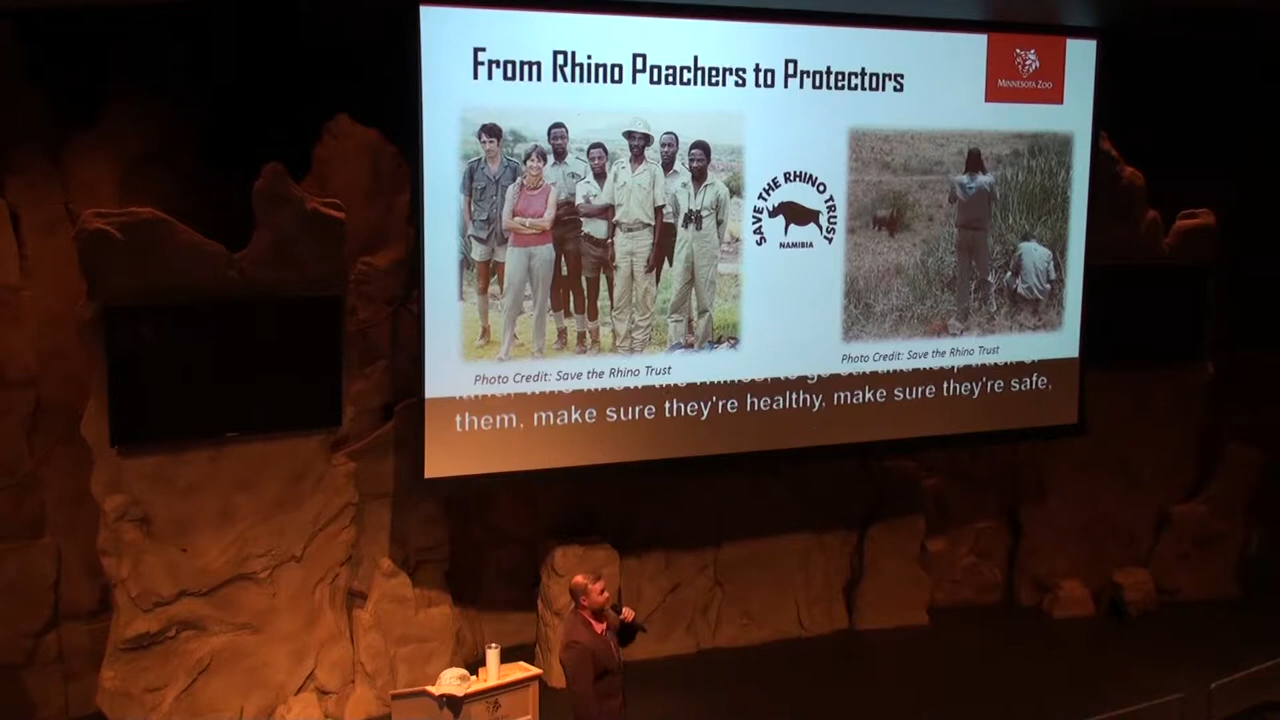 From Rhino Poachers to Protectors
MINNESOTA ZOO
SAVE THE RHINO TRUST
NAMIBIA
Photo Credit: Save the Rhino Trust
Photo Credit: Save the Rhino Trust
them, make sure they're healthy, make sure they're safe,